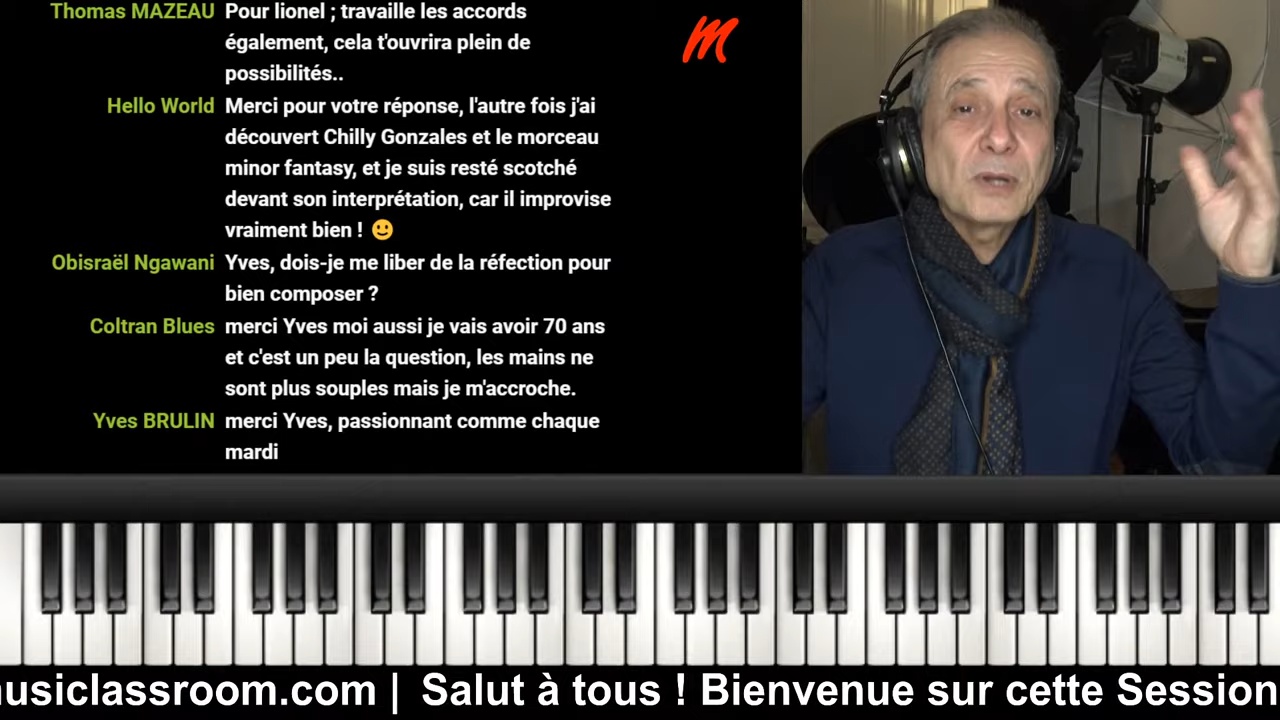 Thomas MAZEAU Pour lionel ; travaille les accords
également, cela t'ouvrira plein de
possibilités..
Hello World Merci pour votre réponse, l'autre fois j'ai
découvert Chilly Gonzales et le morceau
minor fantasy, et je suis resté scotché
devant son interprétation, car il improvise
vraiment bien ! 🙂
Obisraël Ngawani Yves, dois-je me liber de la réfection pour
bien composer ?
Coltran Blues merci Yves moi aussi je vais avoir 70 ans
et c'est un peu la question, les mains ne
sont plus souples mais je m'accroche.
Yves BRULIN merci Yves, passionnant comme chaque
mardi
m
usiclassroom.com | Salut à tous ! Bienvenue sur cette Session